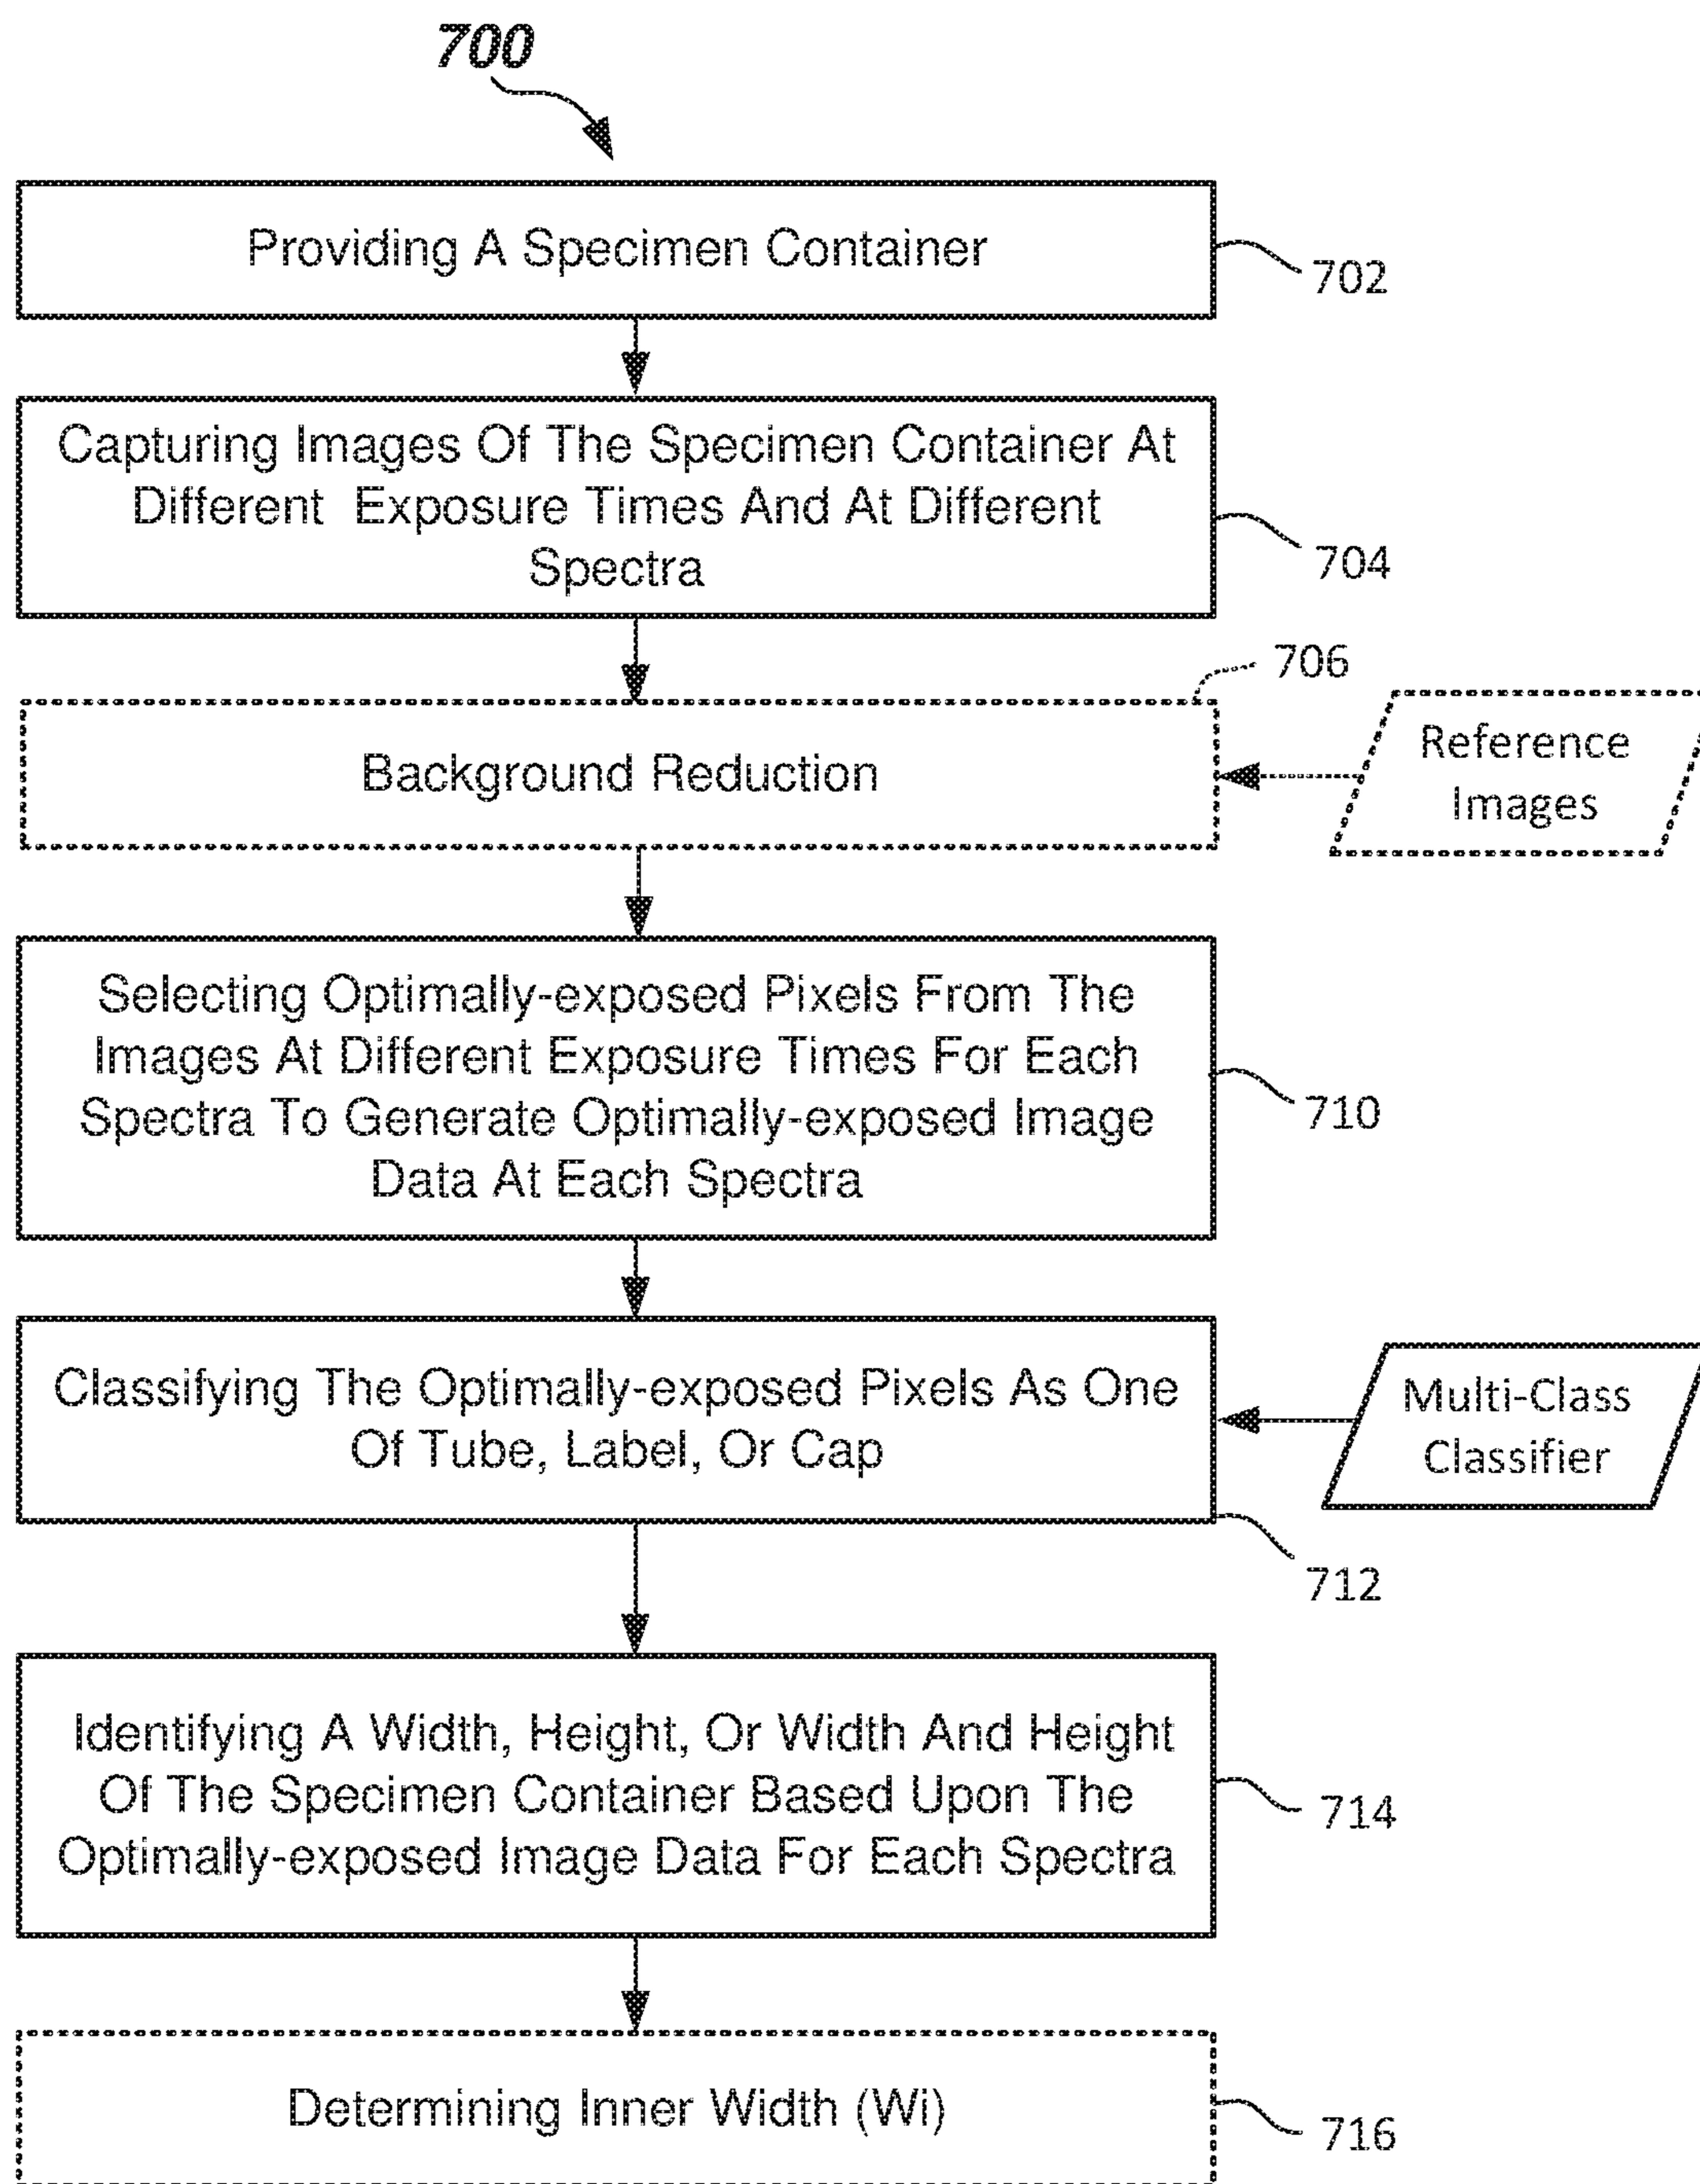 700
Providing A Specimen Container
702
Capturing Images Of The Specimen Container At
Different Exposure Times And At Different
Spectra
704
706
Background Reduction
Reference
Images
Selecting Optimally-exposed Pixels From The
Images At Different Exposure Times For Each
Spectra To Generate Optimally-exposed Image
Data At Each Spectra
710
Classifying The Optimally-exposed Pixels As One
Of Tube, Label, Or Cap
Multi-Class
Classifier
712
Identifying A Width, Height, Or Width And Height
Of The Specimen Container Based Upon The
Optimally-exposed Image Data For Each Spectra
714
Determining Inner Width (Wi)
716